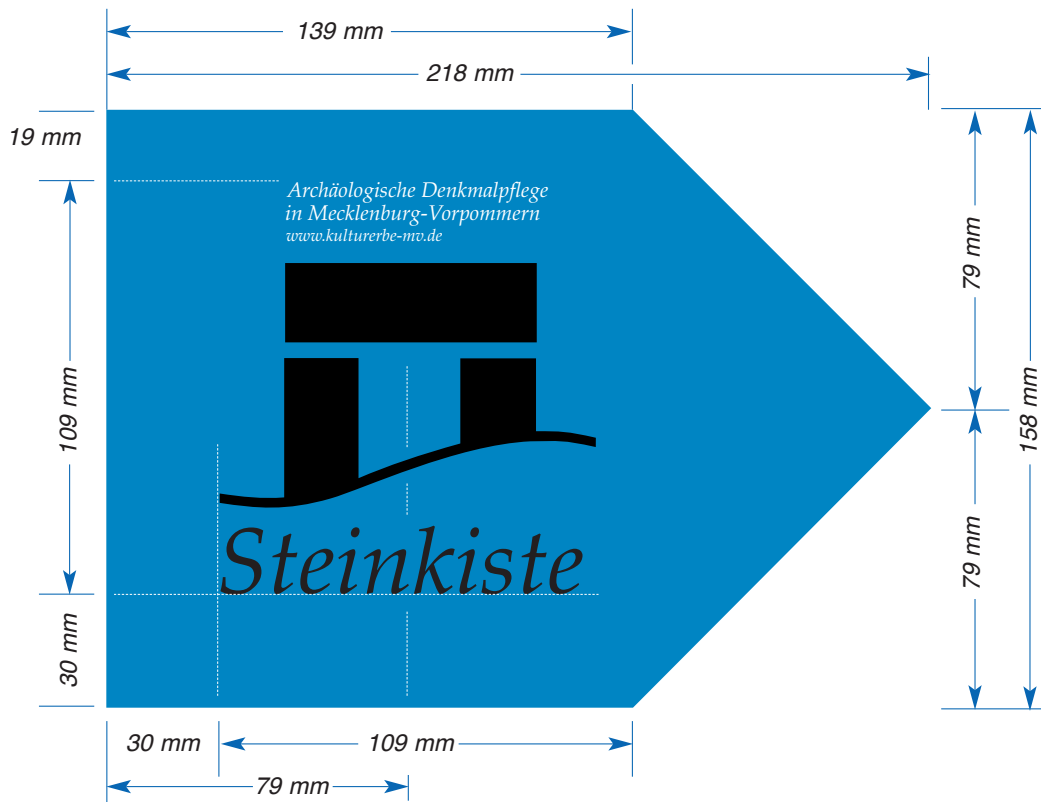 139 mm
218 mm
19 mm
Archäologische Denkmalpflege
in Mecklenburg-Vorpommern
www.kulturerbe-mv.de
79 mm
109 mm
158 mm
Steinkiste
79 mm
30 mm
30 mm
109 mm
79 mm